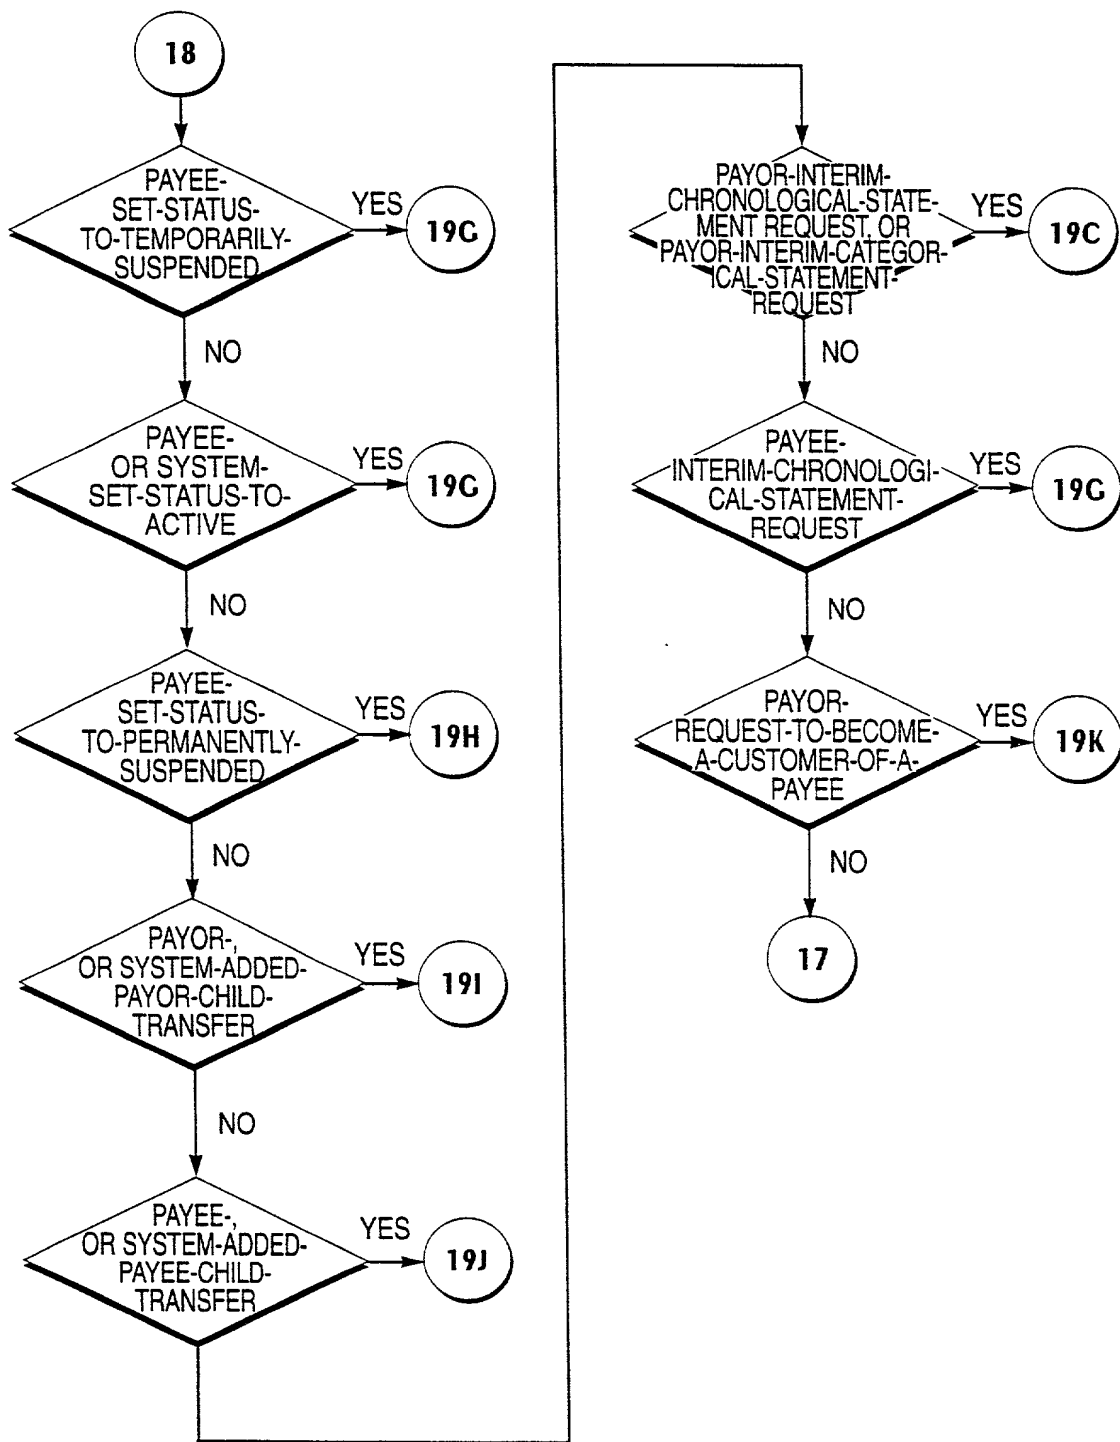 18
PAYEE-
SET-STATUS-
TO-TEMPORARILY-
SUSPENDED
YES
19G
NO
PAYEE-
OR SYSTEM-
SET-STATUS-TO-
ACTIVE
YES
19G
NO
PAYEE-
SET-STATUS-
TO-PERMANENTLY-
SUSPENDED
YES
19H
NO
PAYOR-,
OR SYSTEM-ADDED-
PAYOR-CHILD-
TRANSFER
YES
19I
NO
PAYEE-,
OR SYSTEM-ADDED-
PAYEE-CHILD-
TRANSFER
YES
19J
PAYOR-INTERIM-
CHRONOLOGICAL-STATE-
MENT REQUEST, OR
PAYOR-INTERIM-CATEGOR-
ICAL-STATEMENT-
REQUEST
YES
19C
NO
PAYEE-
INTERIM-CHRONOLOGI-
CAL-STATEMENT-
REQUEST
YES
19G
NO
PAYOR-
REQUEST-TO-BECOME-
A-CUSTOMER-OF-A-
PAYEE
YES
19K
NO
17